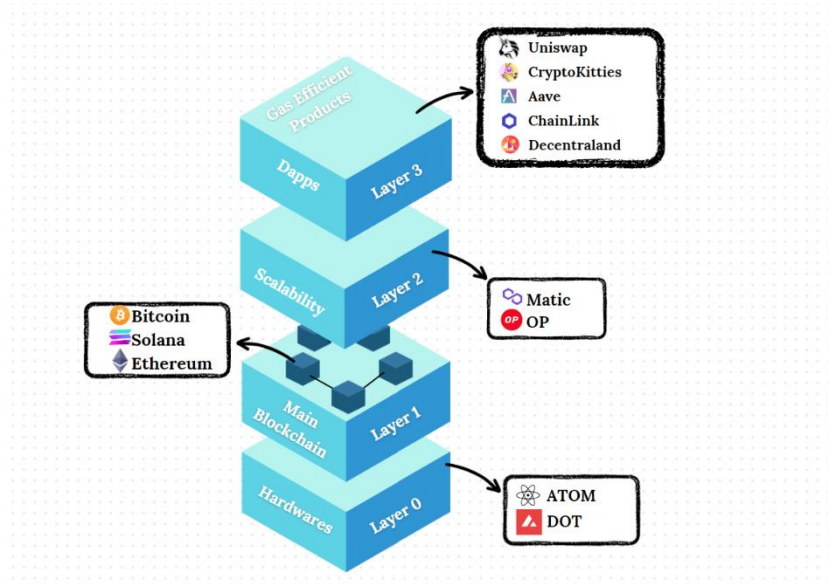 Gas Efficient
Products
Dapps
Layer 3
Uniswap
CryptoKitties
Aave
ChainLink
Decentraland
Scalability
Layer 2
Matic
OP
OP
Bitcoin
Solana
Ethereum
Main
Blockchain
Layer 1
Hardwares
Layer 0
ATOM
DOT